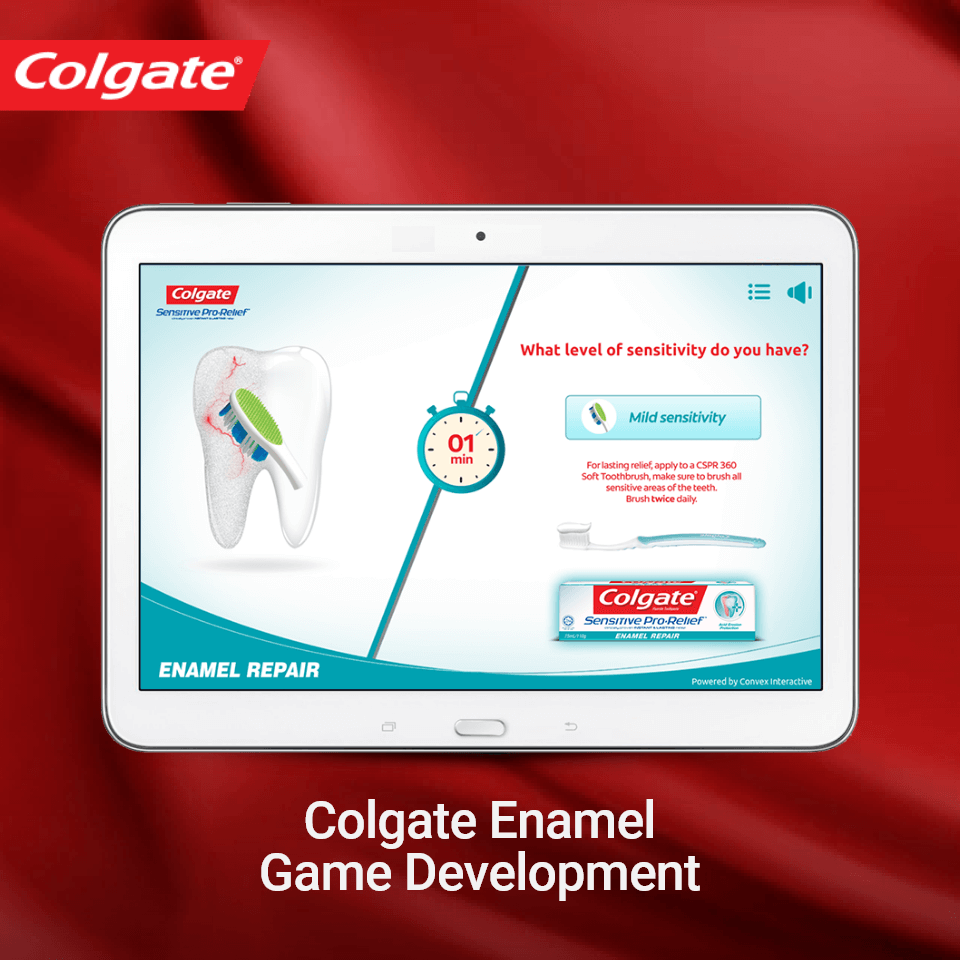 Colgate®
Colgate
Sensitive Pro-Relief™
What level of sensitivity do you have?
01
min
Mild sensitivity
For lasting relief, apply to a CSPR 360
Soft Toothbrush, make sure to brush all
sensitive areas of the teeth.
Brush twice daily.
Colgate®
Sensitive Pro-Relief™
ENAMEL REPAIR
ENAMEL REPAIR
Powered by Convex Interactive
Colgate Enamel
Game Development